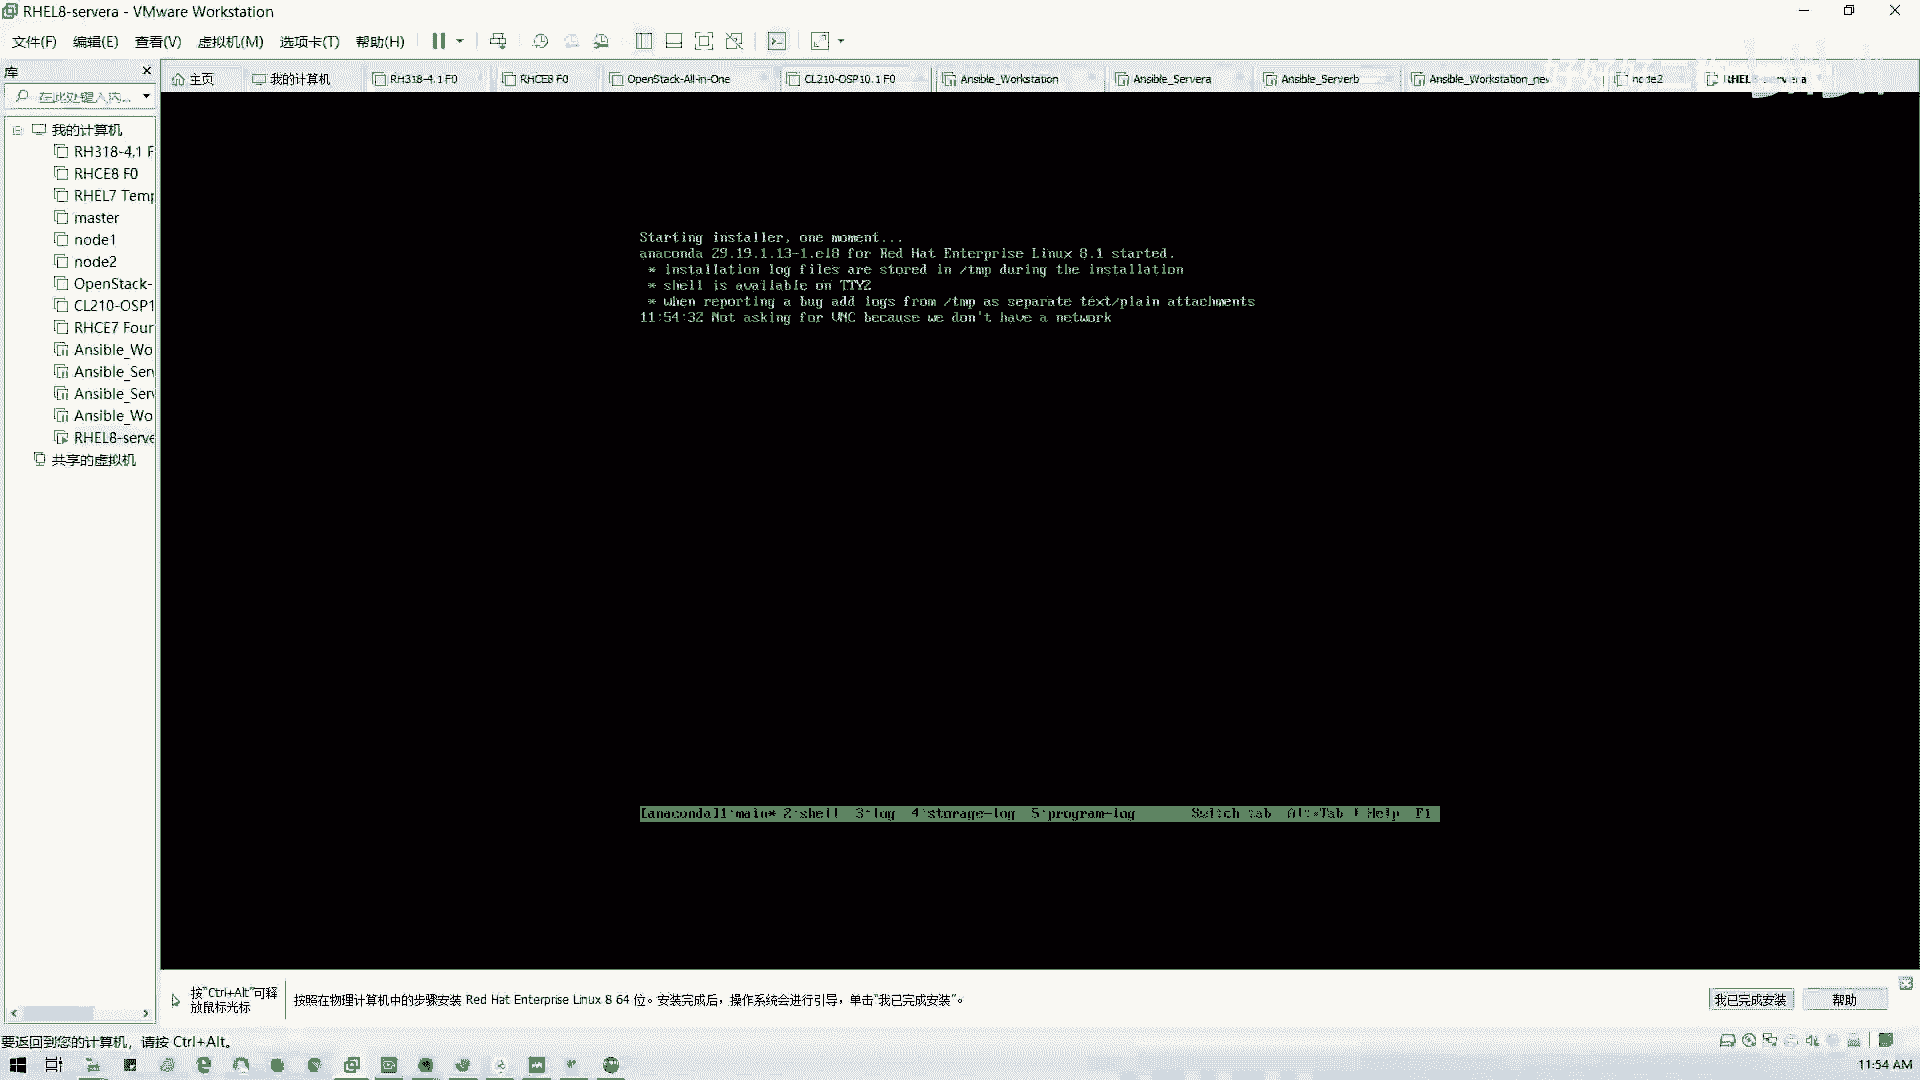 RHEL8-servera - VMware Workstation
文件(F) 编辑(E) 查看(V) 虚拟机(M) 选项卡(T) 帮助(H)
库
主页 我的计算机 RH318-4.1 F0 RHCE8 F0 OpenStack-All-in-One CL210-OSP10.1 F0 Ansible_Workstation Ansible_Servera Ansible_Serverb Ansible_Workstation_new node2
我的计算机
RH318-4.1 F
RHCE8 F0
RHEL7 Temp
master
node1
node2
OpenStack-
CL210-OSP1
RHCE7 Four
Ansible_Wo
Ansible_Serv
Ansible_Serv
Ansible_Wo
RHEL8-serve
共享的虚拟机
Starting installer, one moment...
anaconda 29.19.1.13-1.el8 for Red Hat Enterprise Linux 8.1 started.
* installation log files are stored in /tmp during the installation
* shell is available on TTY2
* when reporting a bug add logs from /tmp as separate text/plain attachments
11:54:32 Not asking for VNC because we don't have a network
[anaconda]1:main* 2:shell 3:log 4:storage-log 5:program-log Switch tab: Alt+Tab | Help: F1
按"Ctrl+Alt"可释
放鼠标光标
按照在物理计算机中的步骤安装 Red Hat Enterprise Linux 8 64 位。安装完成后，操作系统会进行引导，单击"我已完成安装"。
我已完成安装 帮助
要返回到您的计算机，请按 Ctrl+Alt。
11:54 AM